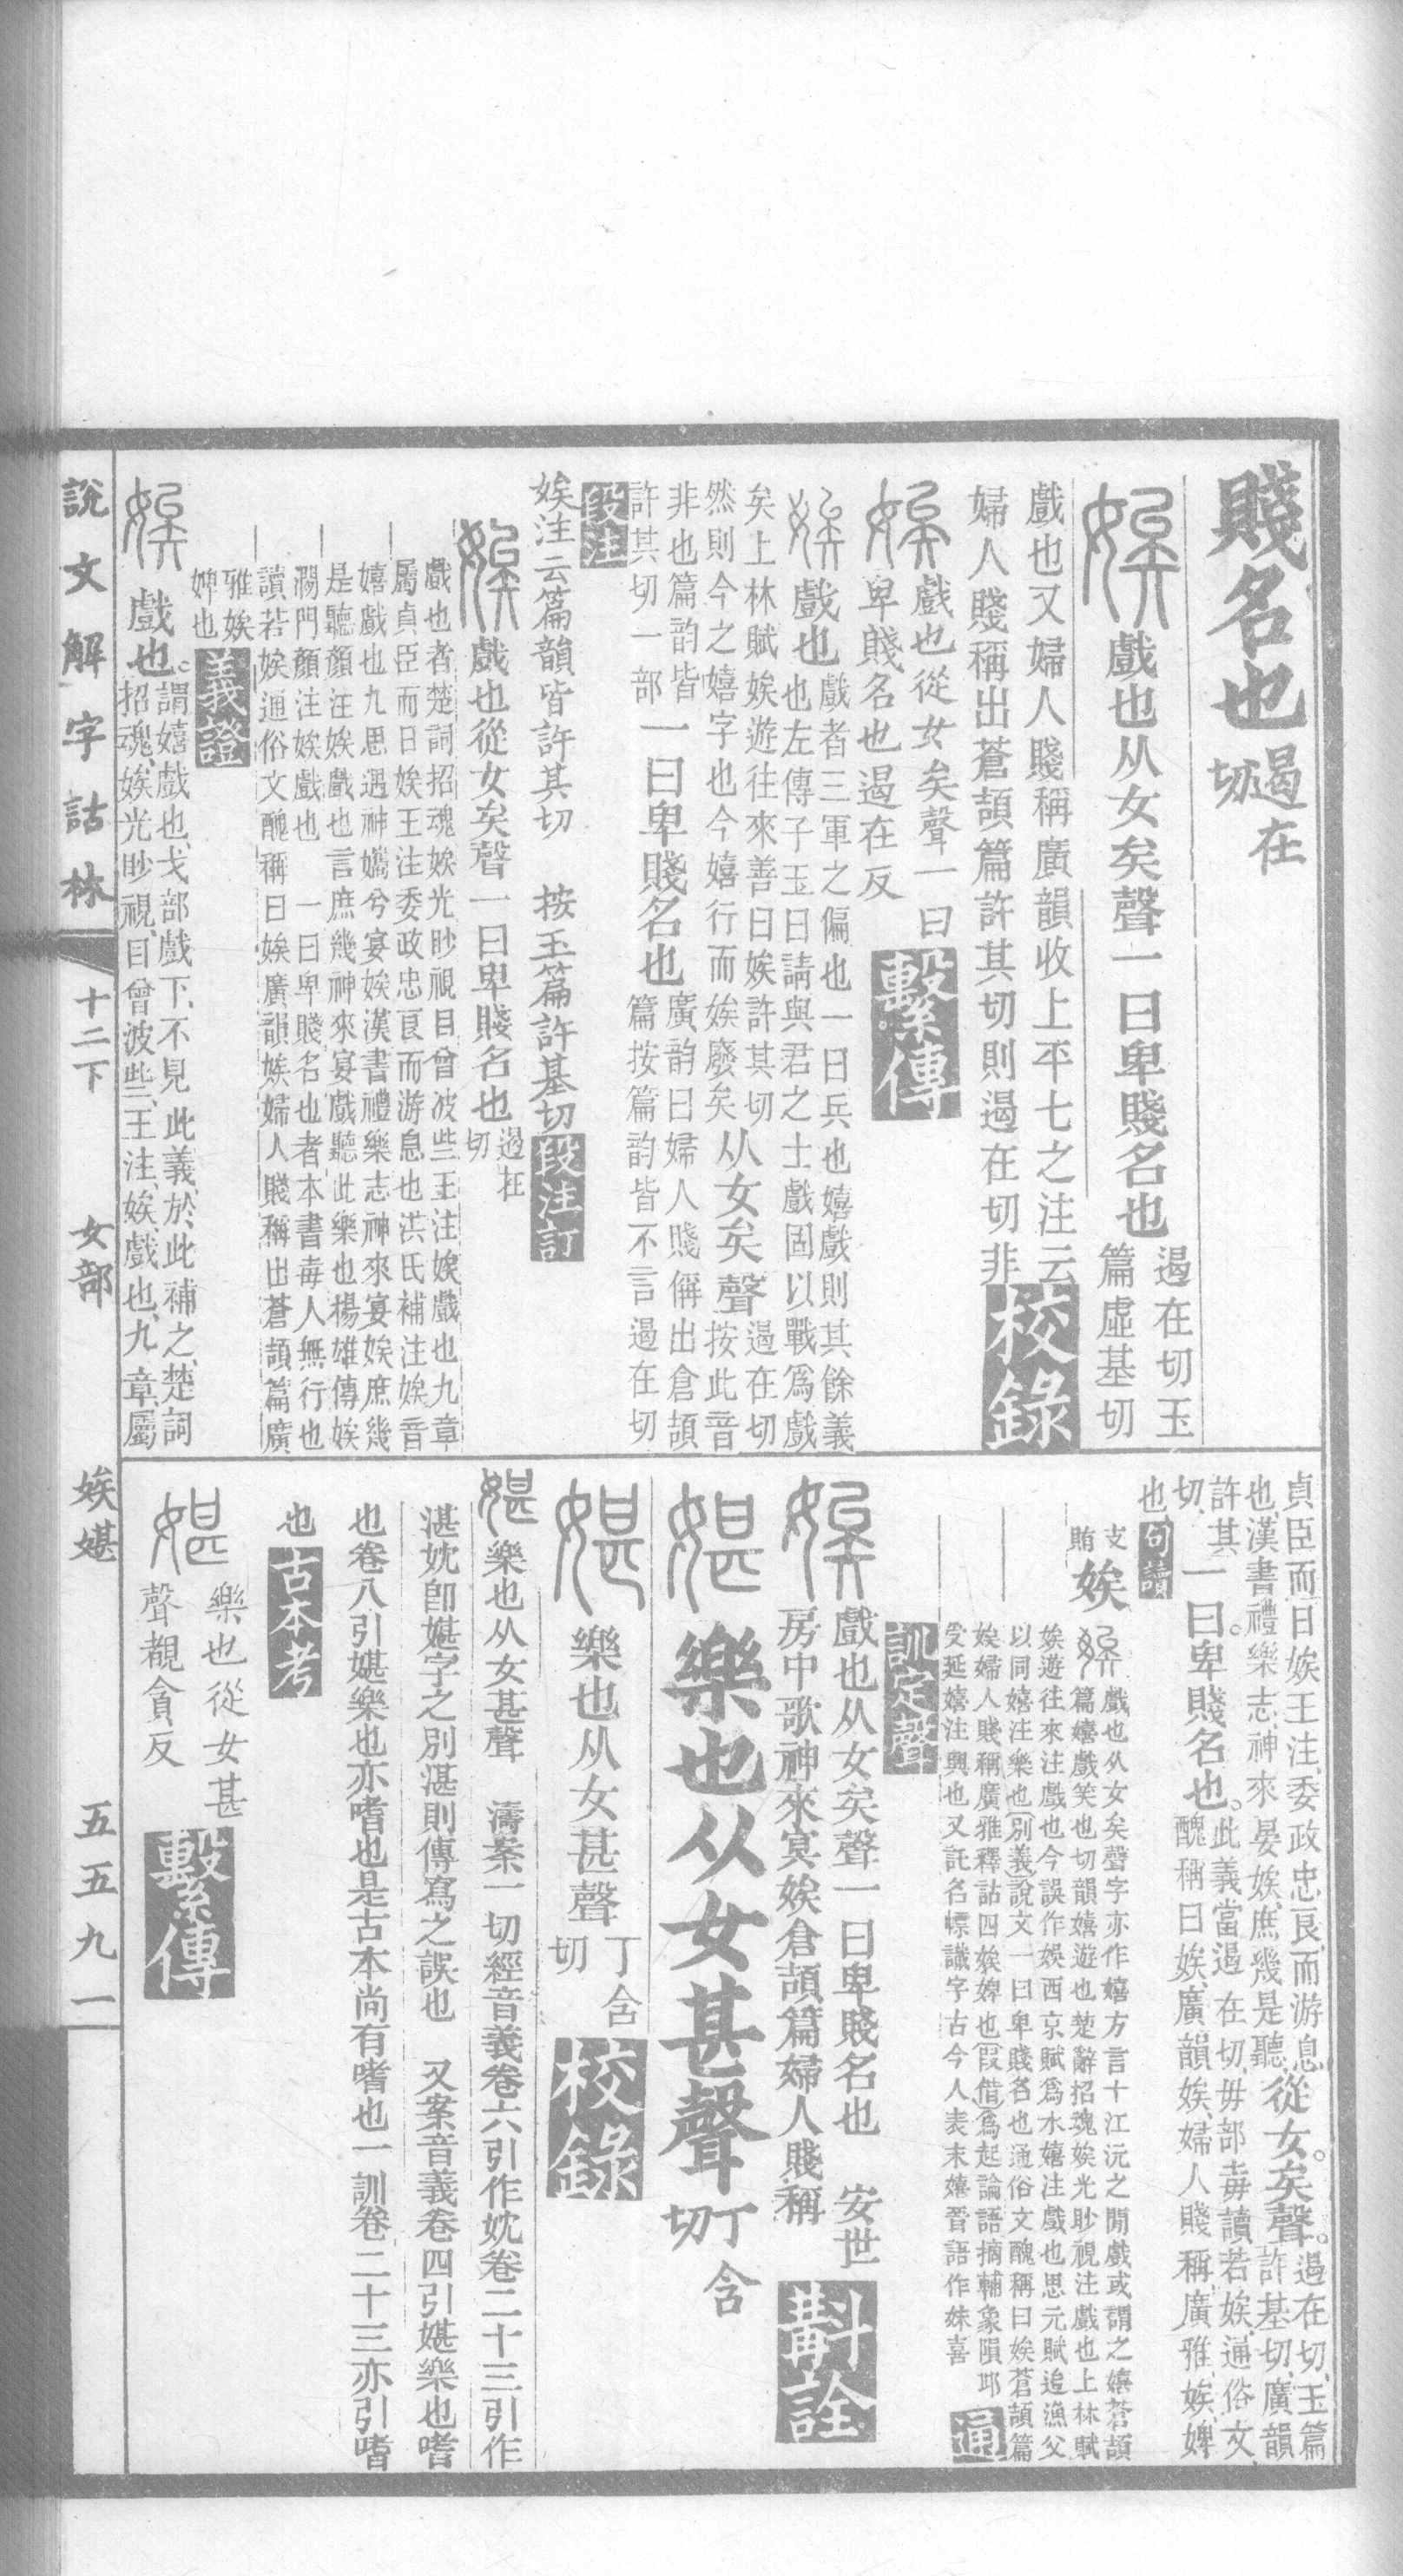 賤名也遏在切
戲也从女矣聲一曰卑賤名也遏在切玉篇虛基切
戲也又婦人賤稱廣韻收上平七之注云
婦人賤稱出蒼頡篇許其切則遏在切非校錄
戲也從女矣聲一曰
卑賤名也遏在反繫傳
戲也戲者三軍之偏也一曰兵也嬉戲則其餘義
也左傳子玉曰請與君之士戲固以戰爲戲
矣上林賦娭遊往來善曰娭許其切从女矣聲遏在切
然則今之嬉字也今嬉行而娭廢矣按此音
非也篇韵皆一曰卑賤名也廣韵曰婦人賤偁出倉頡
許其切一部篇按篇韵皆不言遏在切
段注
娭注云篇韻皆許其切 按玉篇許基切段注訂
戲也從女矣聲一曰卑賤名也遏在切
戲也者楚詞招魂娭光眇視目曾波些王注娭戲也九章
屬貞臣而日娭王注委政忠良而游息也洪氏補注娭音
嬉戲也九思遇神孈兮宴娭漢書禮樂志神來宴娭庶幾
是聽顏注娭戲也言庶幾神來宴戲聽此樂也楊雄傳娭
澗門顏注娭戲也 一曰卑賤名也者本書毐人無行也
讀若娭通俗文醜稱曰娭廣韻娭婦人賤稱出蒼頡篇廣
雅娭
婢也義證
戲也。謂嬉戲也、戈部戲下、不見此義、於此補之、楚詞
招魂、娭光眇視、目曾波些、王注、娭、戲也、九章、屬
貞臣而日娭、王注、委政忠良、而游息
也、漢書禮樂志、神來宴娭、庶幾是聽、從女。矣聲。遏在切、玉篇
許基切、廣韻
許其
切、一曰。卑賤名也。此義當遏在切、毋部毐讀若娭、通俗文
醜稱曰娭、廣韻娭、婦人賤稱、廣雅、娭、婢
也、句讀
支賄 娭 戲也从女矣聲字亦作嬉方言十江沅之閒戲或謂之嬉蒼頡
篇嬉戲笑也切韻嬉遊也楚辭招魂娭光眇視注戲也上林賦
娭遊往來注戲也今誤作娛西京賦爲水嬉注戲也思元賦追漁父
以同嬉注樂也(別義)說文一曰卑賤名也通俗文醜稱曰娭蒼頡篇
娭婦人賤稱廣雅釋詁四娭婢也(叚借)爲起論語摘輔象隕邱
受延嬉注興也又託名幖識字古今人表末嬉晉語作妹喜 通
訓定聲
戲也从女矣聲一曰卑賤名也 安世
房中歌神來冥娭倉頡篇婦人賤稱斠詮
樂也从女甚聲丁含切
樂也从女甚聲丁含切校錄
樂也从女甚聲 濤案一切經音義卷六引作妉卷二十三引作
湛妉卽媅字之別湛則傳寫之誤也 又案音義卷四引媅樂也嗜
也卷八引媅樂也亦嗜也是古本尚有嗜也一訓卷二十三亦引嗜
也古本考
樂也從女甚
聲覩貪反繫傳
說文解字詁林 十二下 女部 娭媅 五五九一